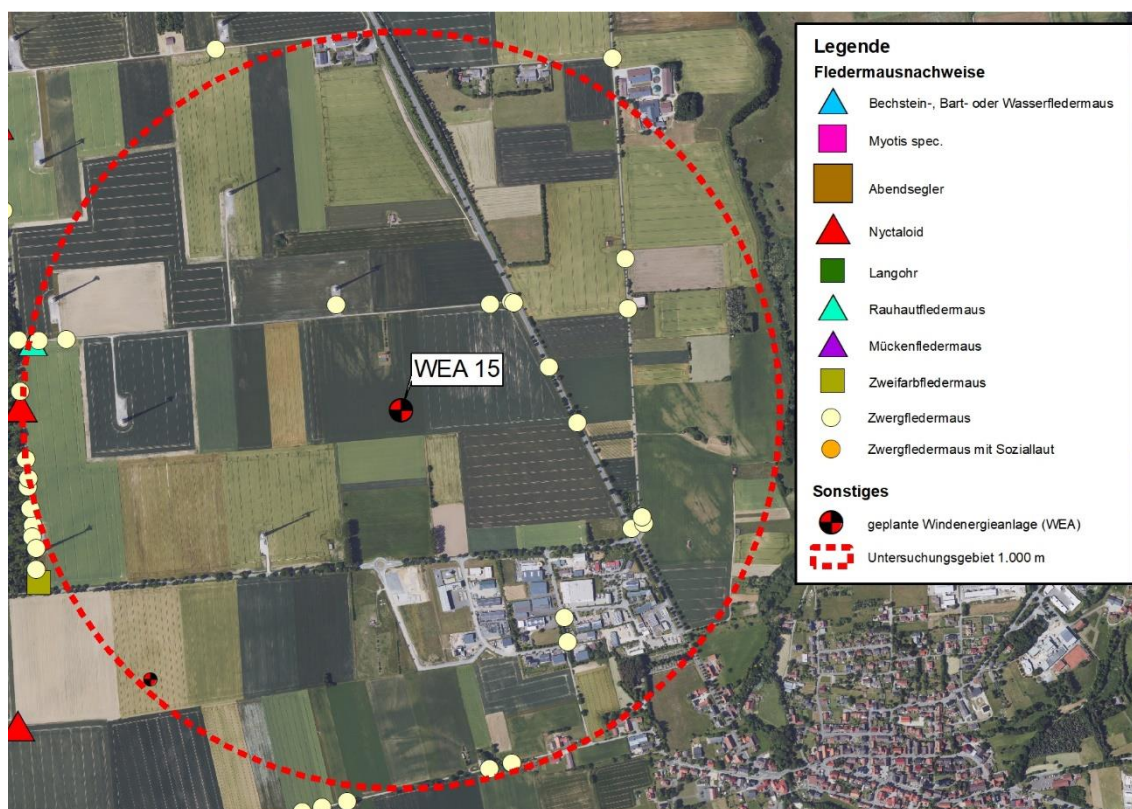 WEA 15
Legende
Fledermausnachweise
Bechstein-, Bart- oder Wasserfledermaus
Myotis spec.
Abendsegler
Nyctaloid
Langohr
Rauhautfledermaus
Mückenfledermaus
Zweifarbfledermaus
Zwergfledermaus
Zwergfledermaus mit Soziallaut
Sonstiges
geplante Windenergieanlage (WEA)
Untersuchungsgebiet 1.000 m